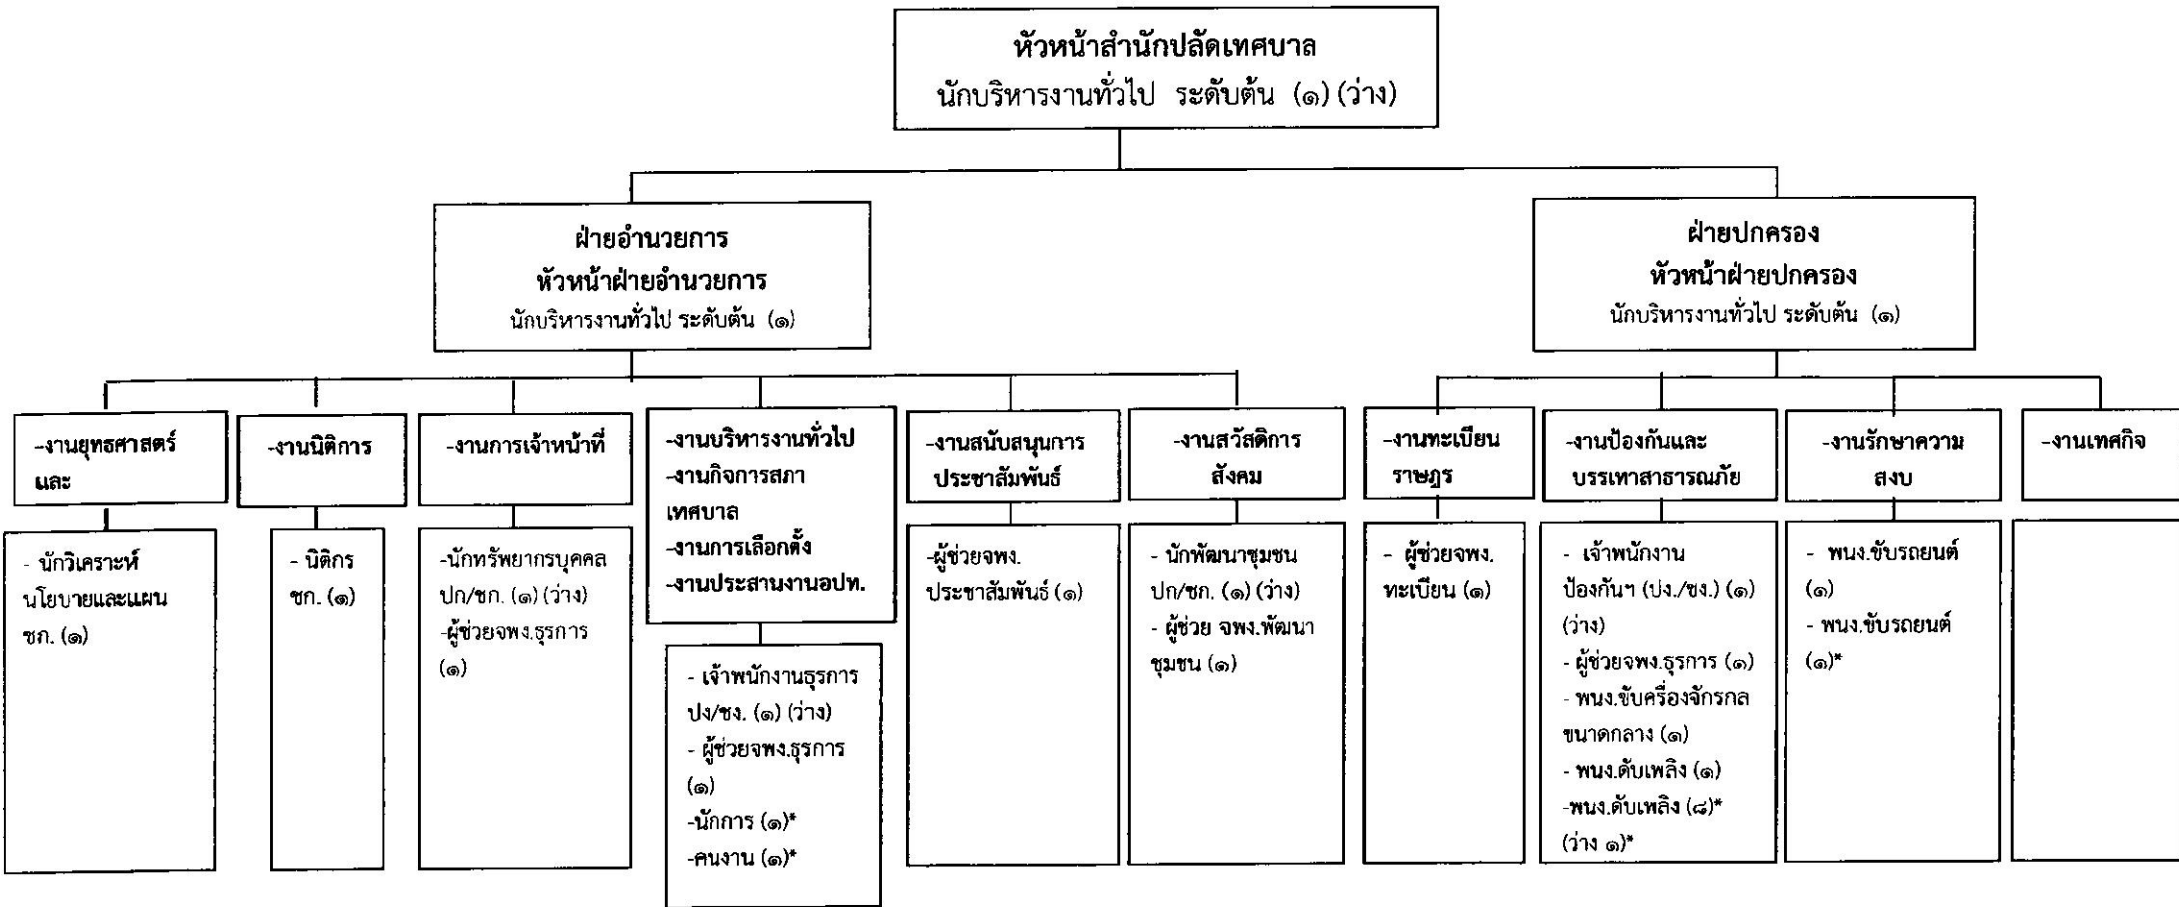 หัวหน้าสำนักปลัดเทศบาล
นักบริหารงานทั่วไป ระดับต้น (๑) (ว่าง)
ฝ่ายอำนวยการ
หัวหน้าฝ่ายอำนวยการ
นักบริหารงานทั่วไป ระดับต้น (๑)
ฝ่ายปกครอง
หัวหน้าฝ่ายปกครอง
นักบริหารงานทั่วไป ระดับต้น (๑)
-งานยุทธศาสตร์
และ
-งานนิติการ
-งานการเจ้าหน้าที่
-งานบริหารงานทั่วไป
-งานกิจการสภา
เทศบาล
-งานการเลือกตั้ง
-งานประสานงานอปท.
-งานสนับสนุนการ
ประชาสัมพันธ์
-งานสวัสดิการ
สังคม
-งานทะเบียน
ราษฎร
-งานป้องกันและ
บรรเทาสาธารณภัย
-งานรักษาความ
สงบ
-งานเทศกิจ
- นักวิเคราะห์
นโยบายและแผน
ชก. (๑)
- นิติกร
ชก. (๑)
-นักทรัพยากรบุคคล
ปก/ชก. (๑) (ว่าง)
-ผู้ช่วยจพง.ธุรการ
(๑)
- เจ้าพนักงานธุรการ
ปง/ชง. (๑) (ว่าง)
- ผู้ช่วยจพง.ธุรการ
(๑)
-นักการ (๑)*
-คนงาน (๑)*
-ผู้ช่วยจพง.
ประชาสัมพันธ์ (๑)
- นักพัฒนาชุมชน
ปก/ชก. (๑) (ว่าง)
- ผู้ช่วย จพง.พัฒนา
ชุมชน (๑)
- ผู้ช่วยจพง.
ทะเบียน (๑)
- เจ้าพนักงาน
ป้องกันฯ (ปง./ชง.) (๑)
(ว่าง)
- ผู้ช่วยจพง.ธุรการ (๑)
- พนง.ขับครื่องจักรกล
ขนาดกลาง (๑)
- พนง.ดับเพลิง (๑)
-พนง.ดับเพลิง (๘)*
(ว่าง ๑)*
- พนง.ขับรถยนต์
(๑)
- พนง.ขับรถยนต์
(๑)*